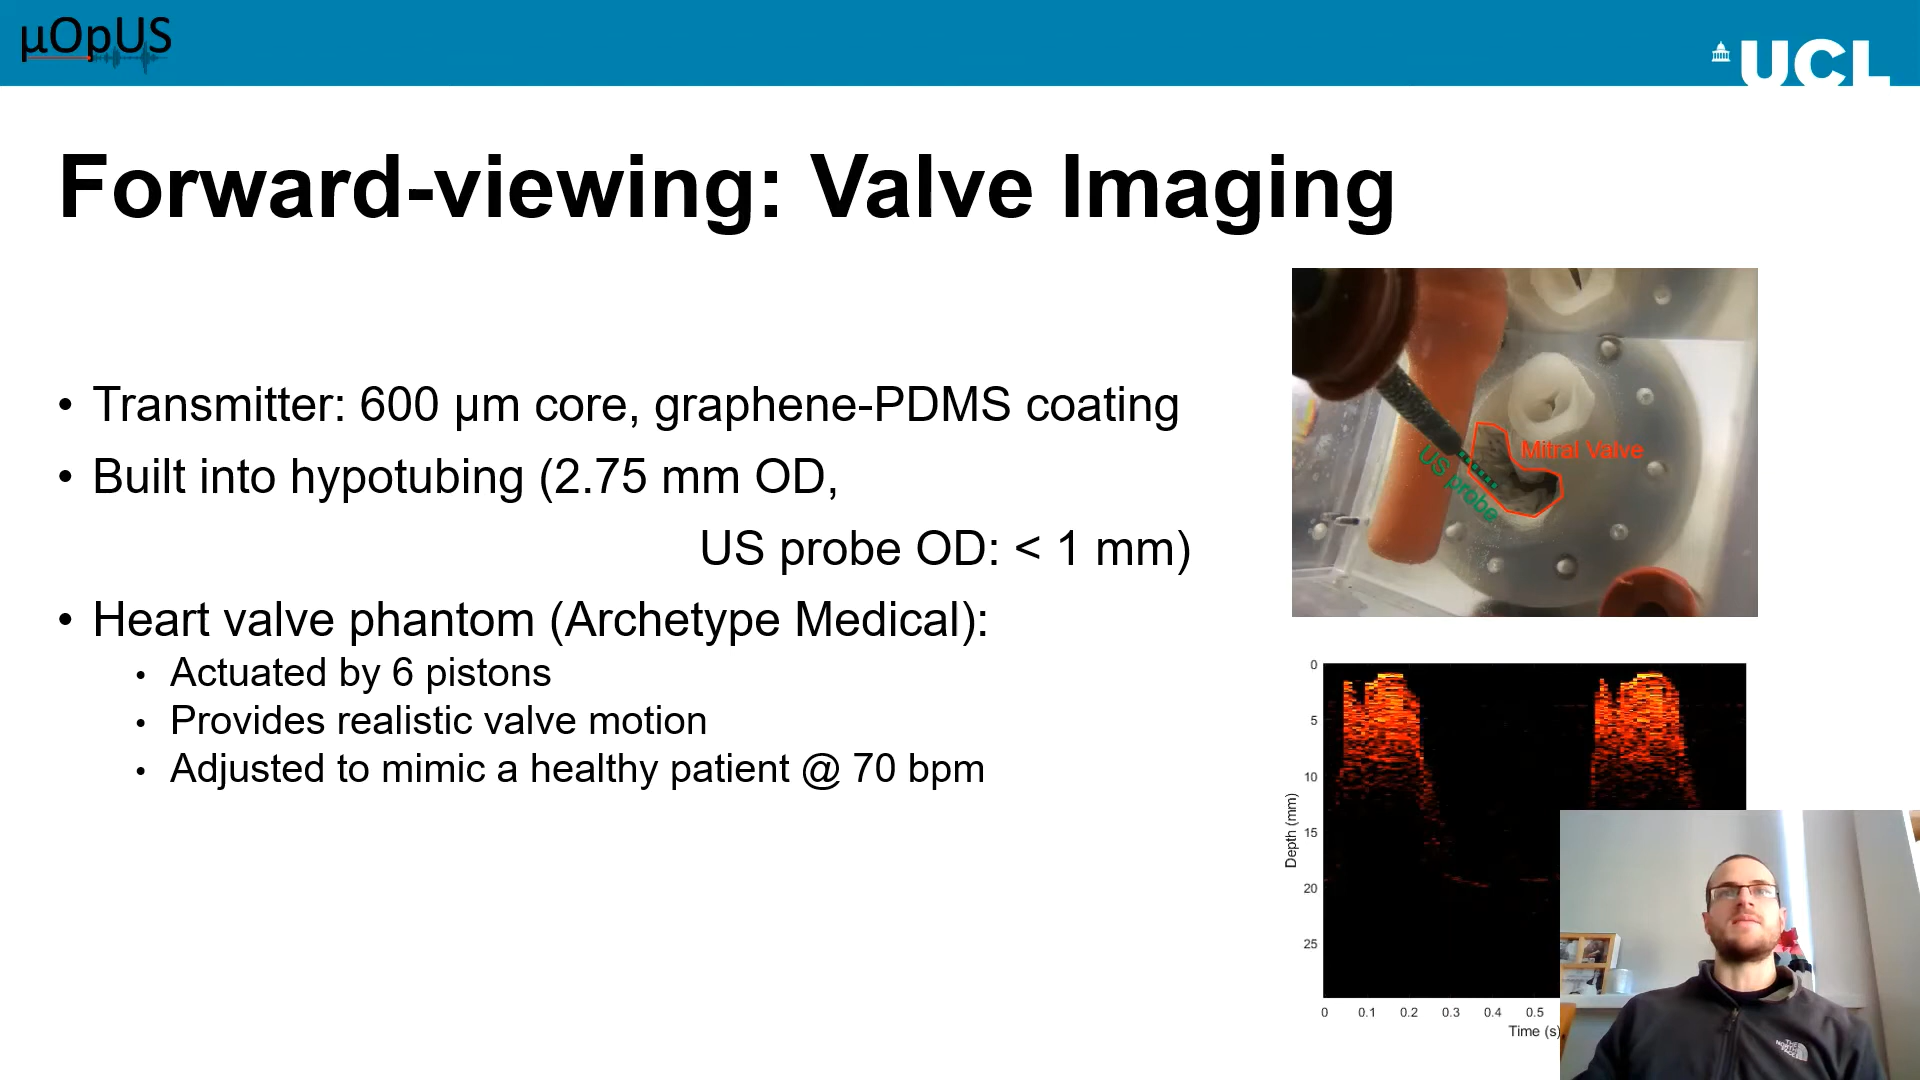 µOpUS
UCL
Forward-viewing: Valve Imaging
• Transmitter: 600 µm core, graphene-PDMS coating
• Built into hypotubing (2.75 mm OD,
US probe OD: < 1 mm)
• Heart valve phantom (Archetype Medical):
• Actuated by 6 pistons
• Provides realistic valve motion
• Adjusted to mimic a healthy patient @ 70 bpm
Mitral Valve
US probe
0
5
10
15
20
25
Depth (mm)
0 0.1 0.2 0.3 0.4 0.5
Time (s)
THE
NORTH
FACE